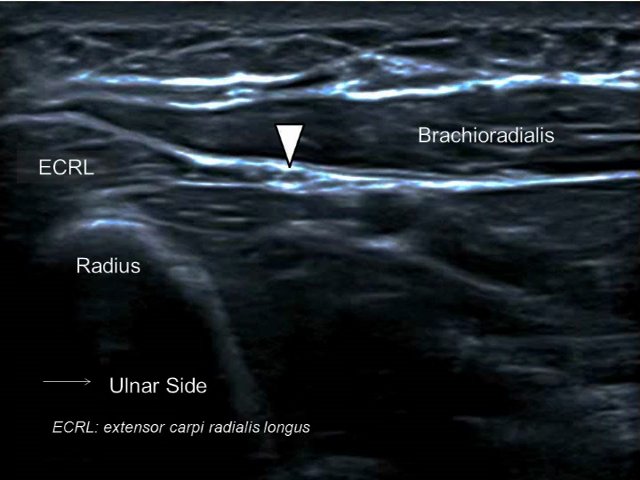 Brachioradialis
ECRL
Radius
Ulnar Side
ECRL: extensor carpi radialis longus